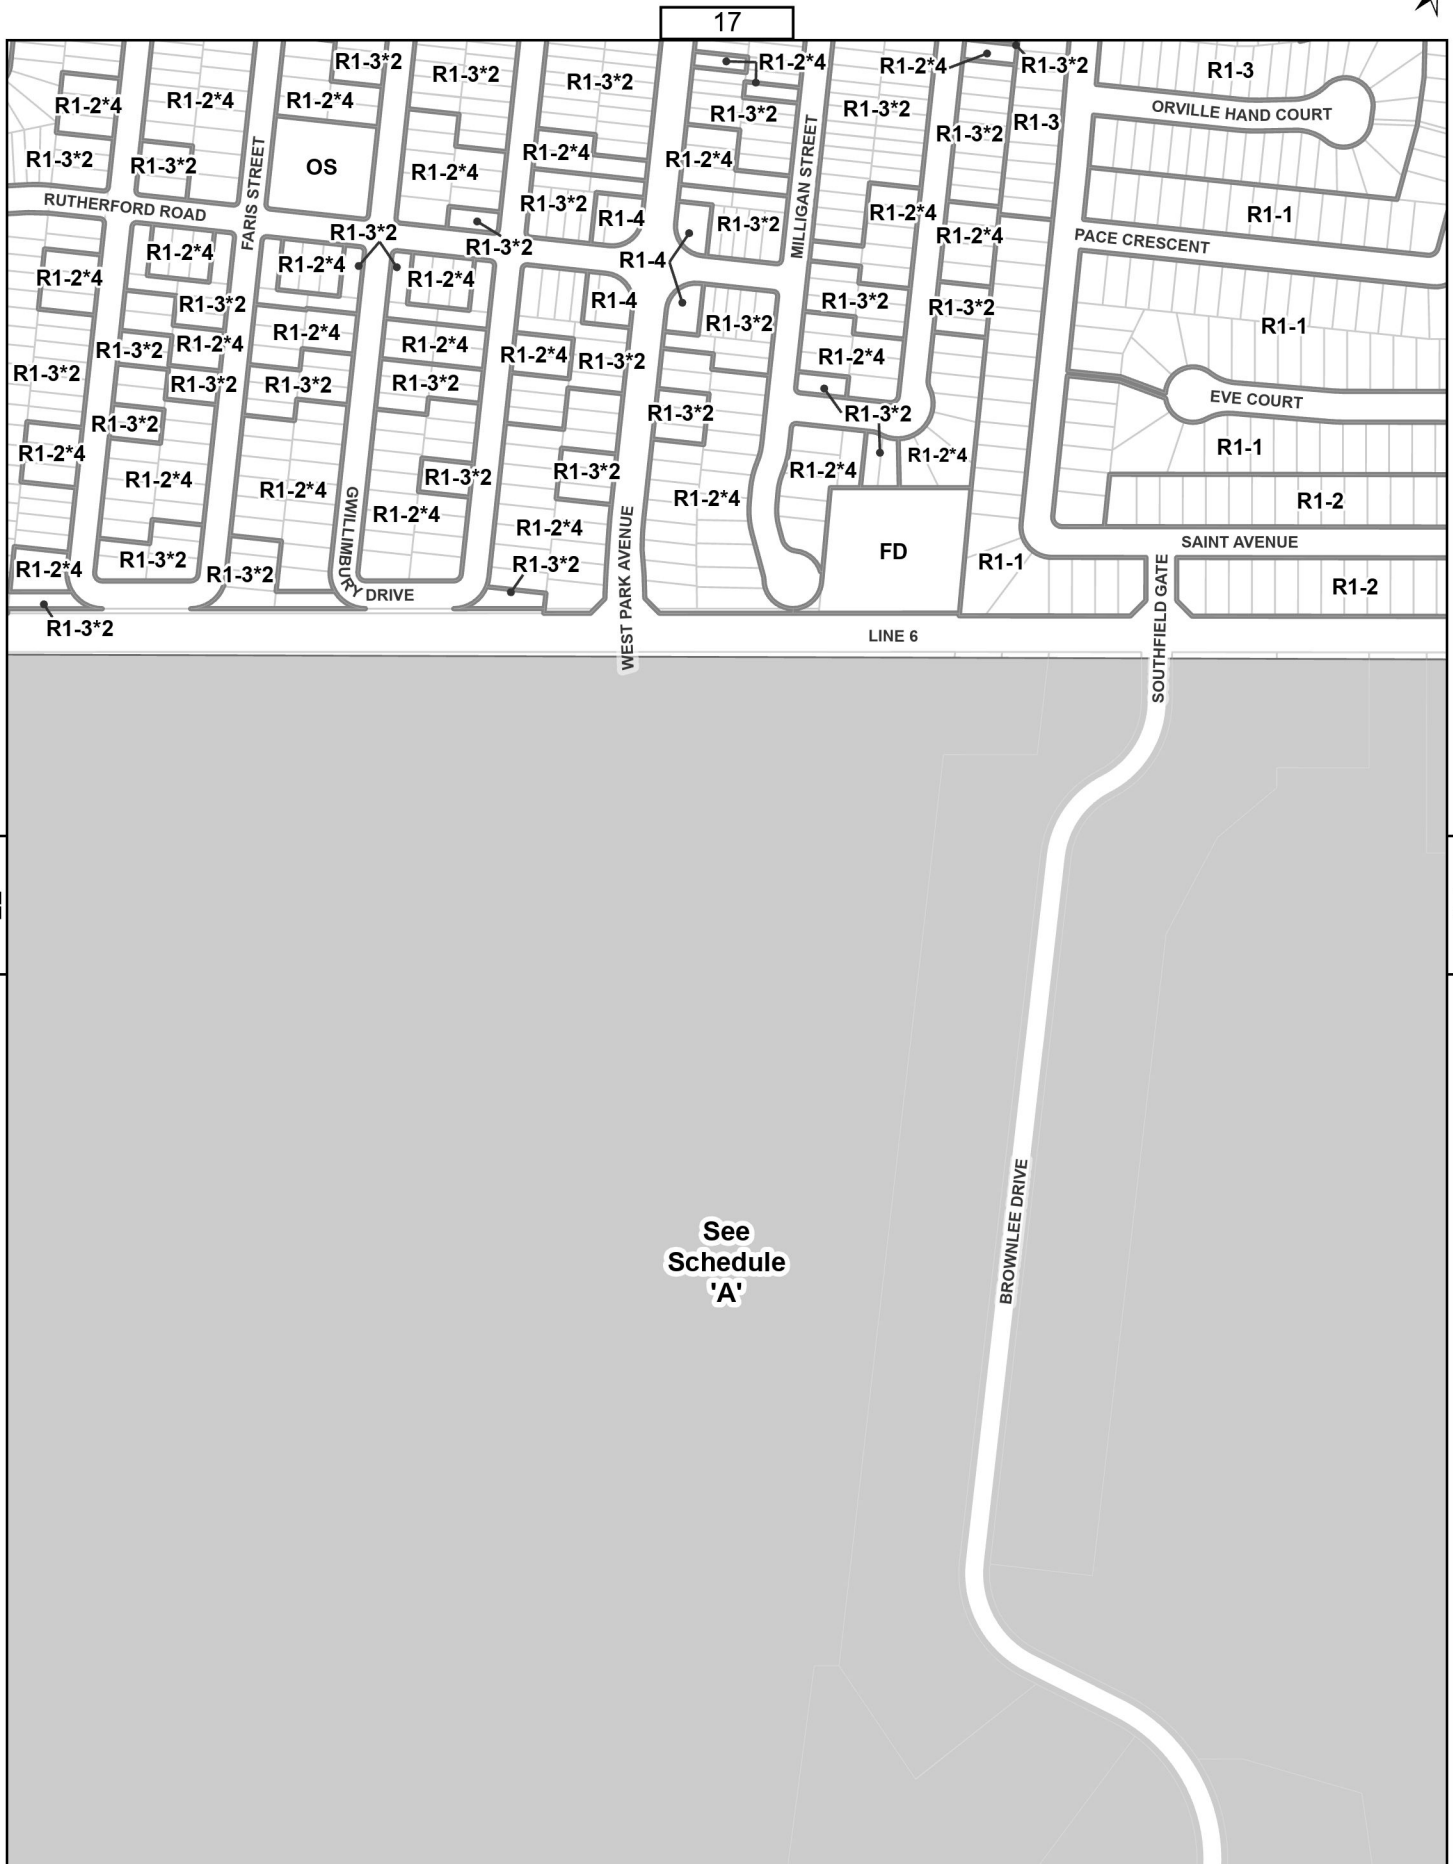 17
R1-3*2
R1-3*2
R1-3*2
R1-2*4
R1-2*4
R1-3*2
R1-3
R1-2*4
R1-2*4
R1-2*4
R1-3*2
R1-3*2
ORVILLE HAND COURT
R1-3*2
R1-3*2
OS
R1-2*4
R1-2*4
R1-2*4
R1-3*2
R1-3
RUTHERFORD ROAD
FARIS STREET
R1-3*2
R1-3*2
R1-4
R1-3*2
MILLIGAN STREET
R1-2*4
R1-2*4
R1-1
PACE CRESCENT
R1-3*2
R1-4
R1-2*4
R1-2*4
R1-2*4
R1-2*4
R1-3*2
R1-4
R1-3*2
R1-3*2
R1-3*2
R1-1
R1-3*2
R1-2*4
R1-2*4
R1-2*4
R1-2*4
R1-3*2
R1-2*4
R1-3*2
R1-3*2
R1-3*2
R1-3*2
R1-3*2
R1-3*2
R1-3*2
EVE COURT
R1-3*2
R1-2*4
R1-2*4
R1-2*4
GWILLIMBURY DRIVE
R1-3*2
R1-2*4
R1-3*2
R1-2*4
R1-2*4
R1-2*4
R1-1
R1-2
R1-2*4
R1-3*2
R1-3*2
R1-2*4
R1-3*2
WEST PARK AVENUE
FD
R1-1
SAINT AVENUE
R1-2
R1-3*2
LINE 6
SOUTHFIELD GATE
BROWNLEE DRIVE
See
Schedule
'A'